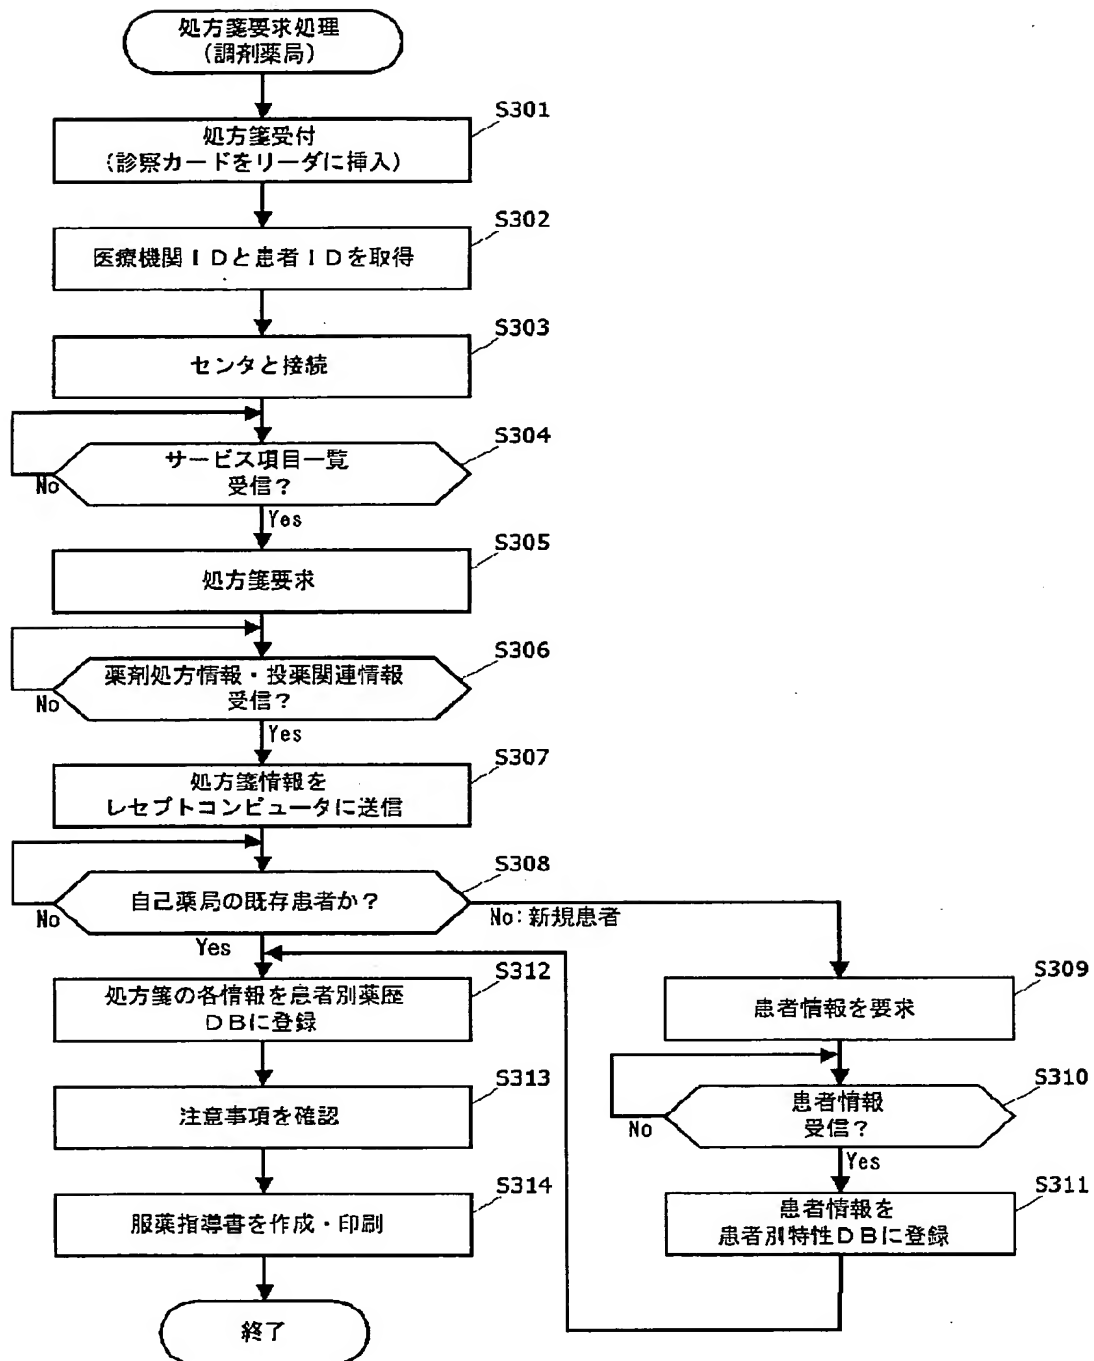 処方箋要求処理
(調剤薬局)
S301
処方箋受付
(診察カードをリーダに挿入)
S302
医療機関IDと患者IDを取得
S303
センタと接続
S304
サービス項目一覧
受信?
No
Yes
S305
処方箋要求
S306
薬剤処方情報・投薬関連情報
受信?
No
Yes
S307
処方箋情報を
レセプトコンピュータに送信
S308
自己薬局の既存患者か?
No
No:新規患者
Yes
S312
処方箋の各情報を患者別薬歴
DBに登録
S313
注意事項を確認
S314
服薬指導書を作成・印刷
終了
S309
患者情報を要求
S310
患者情報
受信?
No
Yes
S311
患者情報を
患者別特性DBに登録